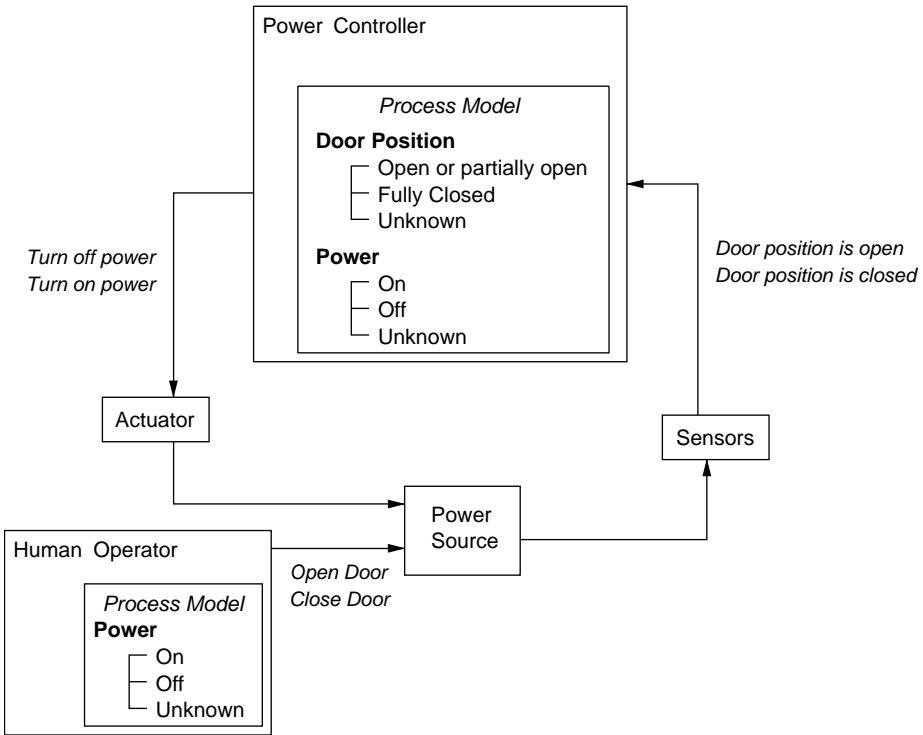 Power Controller
Process Model
Door Position
Open or partially open
Fully Closed
Unknown
Power
On
Off
Unknown
Turn off power
Turn on power
Door position is open
Door position is closed
Actuator
Sensors
Power
Source
Human Operator
Open Door
Close Door
Process Model
Power
On
Off
Unknown